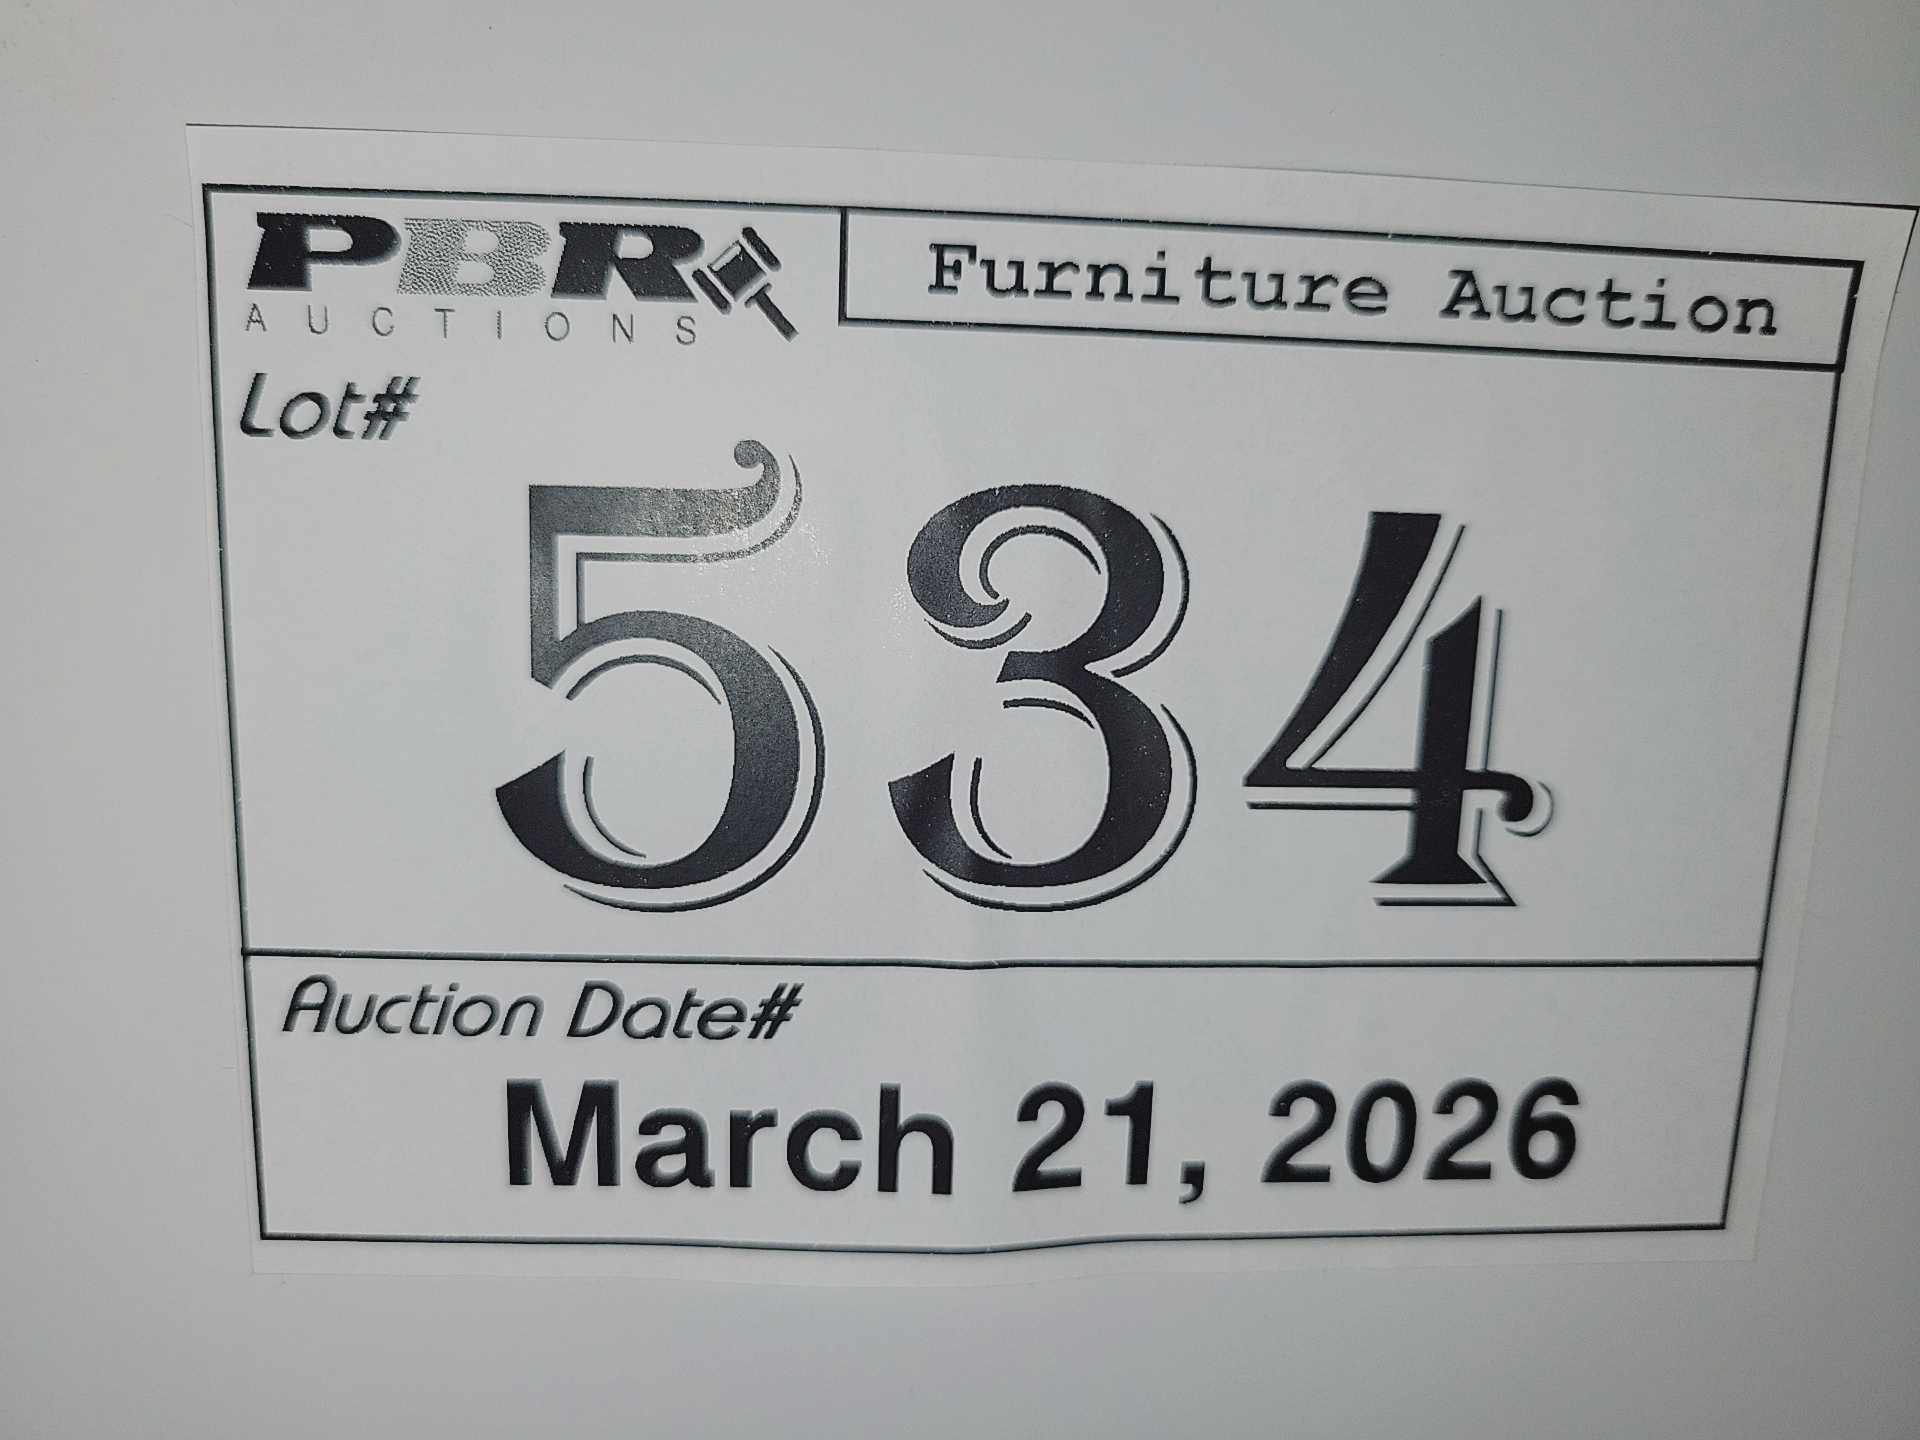 PBR
AUCTIONS
Furniture Auction
Lot#
534
Auction Date#
March 21, 2026